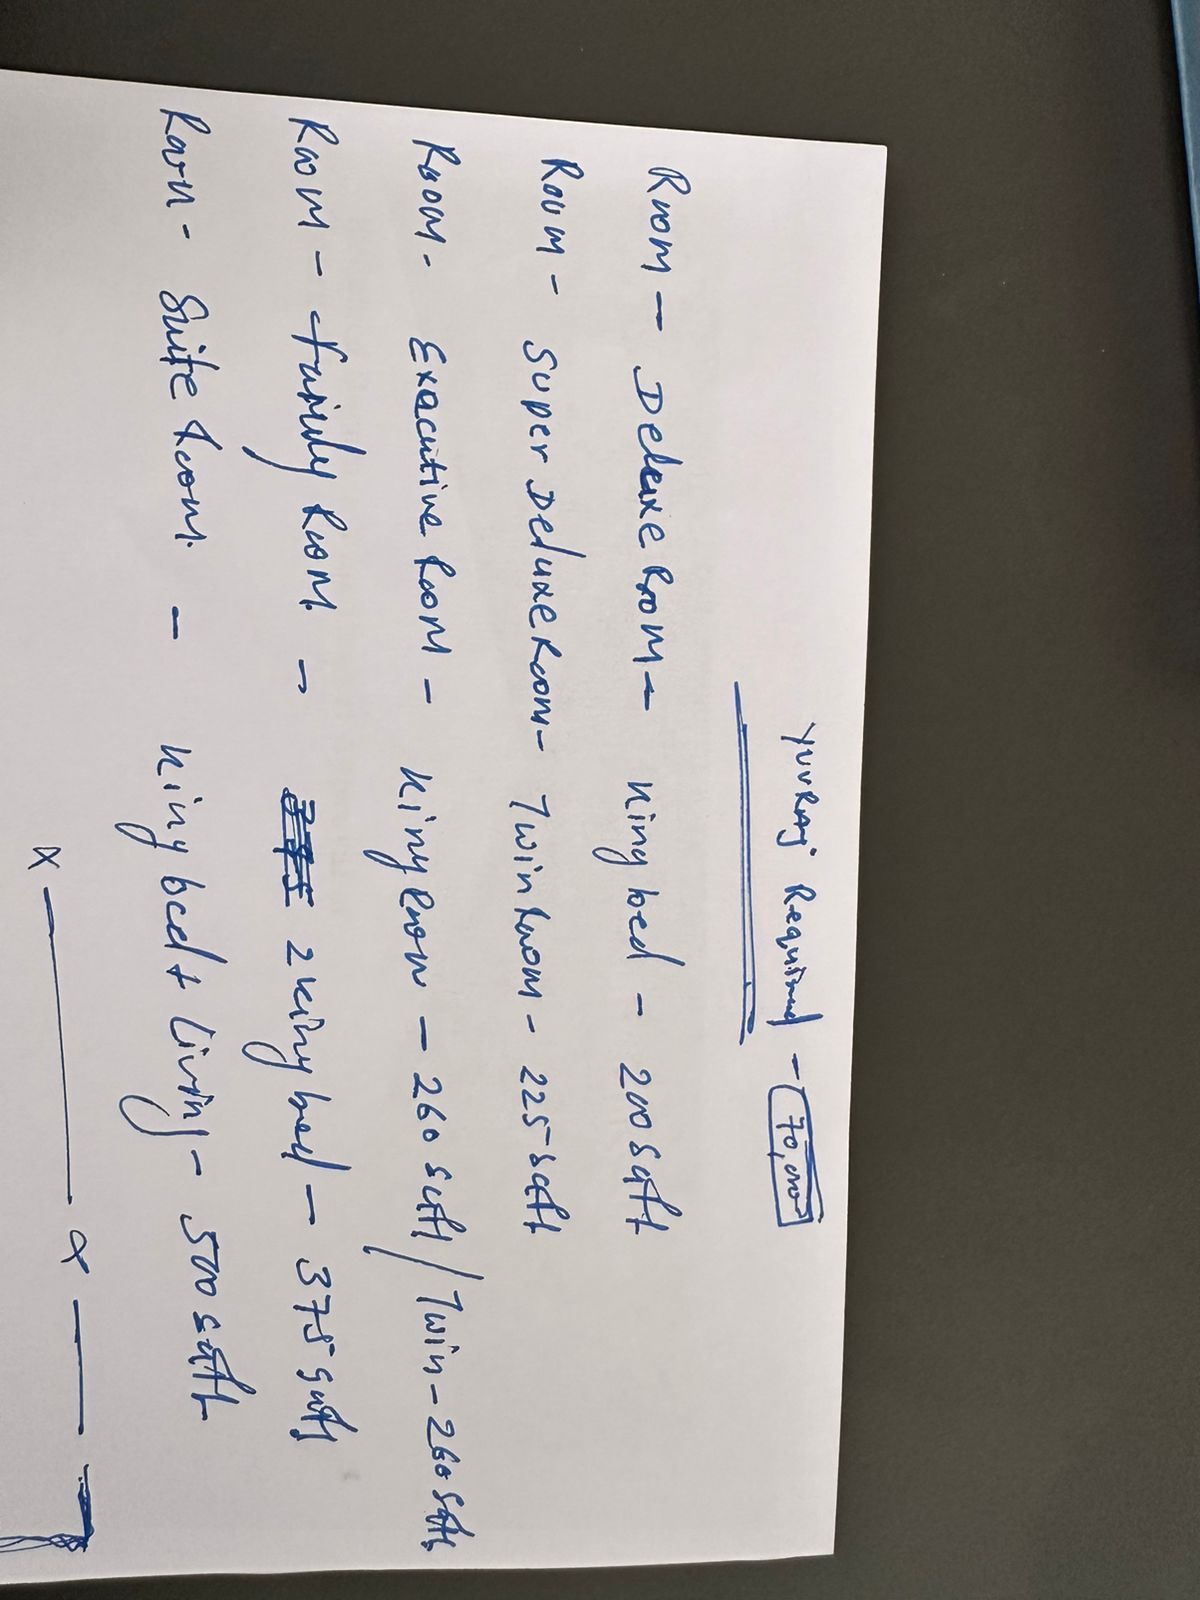 YUVRAj Required - 70,000
Room - Deluxe Room - King bed - 200 Sqft
Room - Super Deluxe Room - Twin Room - 225 Sqft
Room - Executive Room - King Room - 260 Sqft / Twin - 260 Sqft
Room - Family Room. - 2 King bed - 375 Sqft
Room - Suite Room. - King bed + Living - 500 Sqft